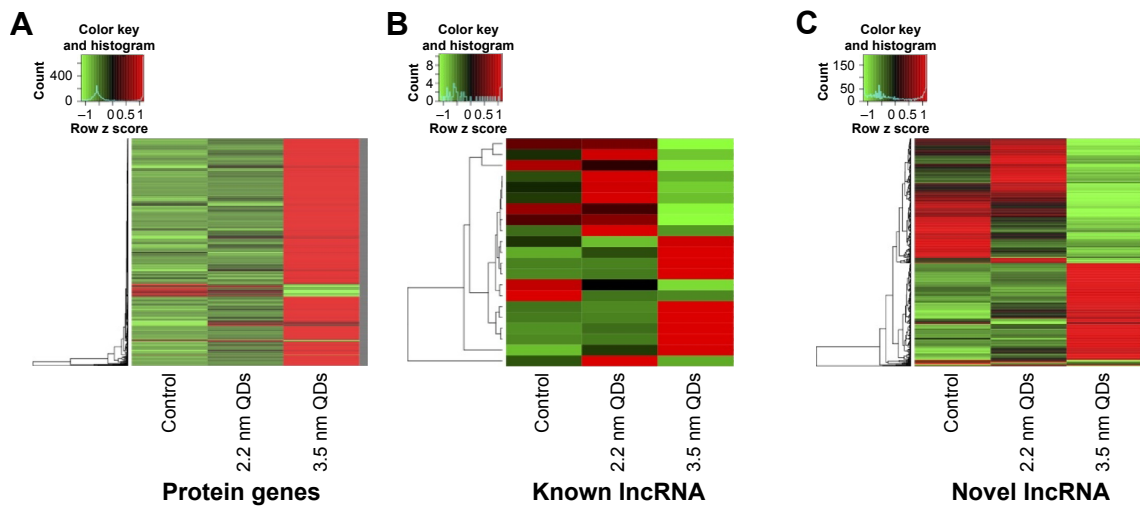 A
Color key
and histogram
Count
400
0
–1
0
0.5
1
Row z score
Control
2.2 nm QDs
3.5 nm QDs
Protein genes
B
Color key
and histogram
Count
8
4
0
–1
0
0.5
1
Row z score
Control
2.2 nm QDs
3.5 nm QDs
Known lncRNA
C
Color key
and histogram
Count
150
50
0
–1
0
0.5
1
Row z score
Control
2.2 nm QDs
3.5 nm QDs
Novel lncRNA